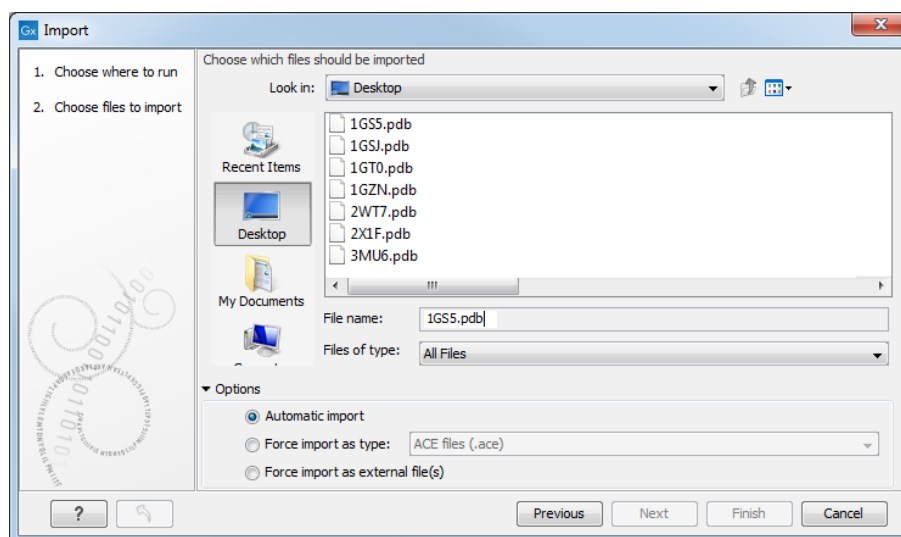 Gx Import
1. Choose where to run
2. Choose files to import
Choose which files should be imported
Look in: Desktop
Recent Items
Desktop
My Documents
1GS5.pdb
1GSJ.pdb
1GT0.pdb
1GZN.pdb
2WT7.pdb
2X1F.pdb
3MU6.pdb
File name: 1GS5.pdb
Files of type: All Files
Options
Automatic import
Force import as type: ACE files (.ace)
Force import as external file(s)
?
Previous Next Finish Cancel